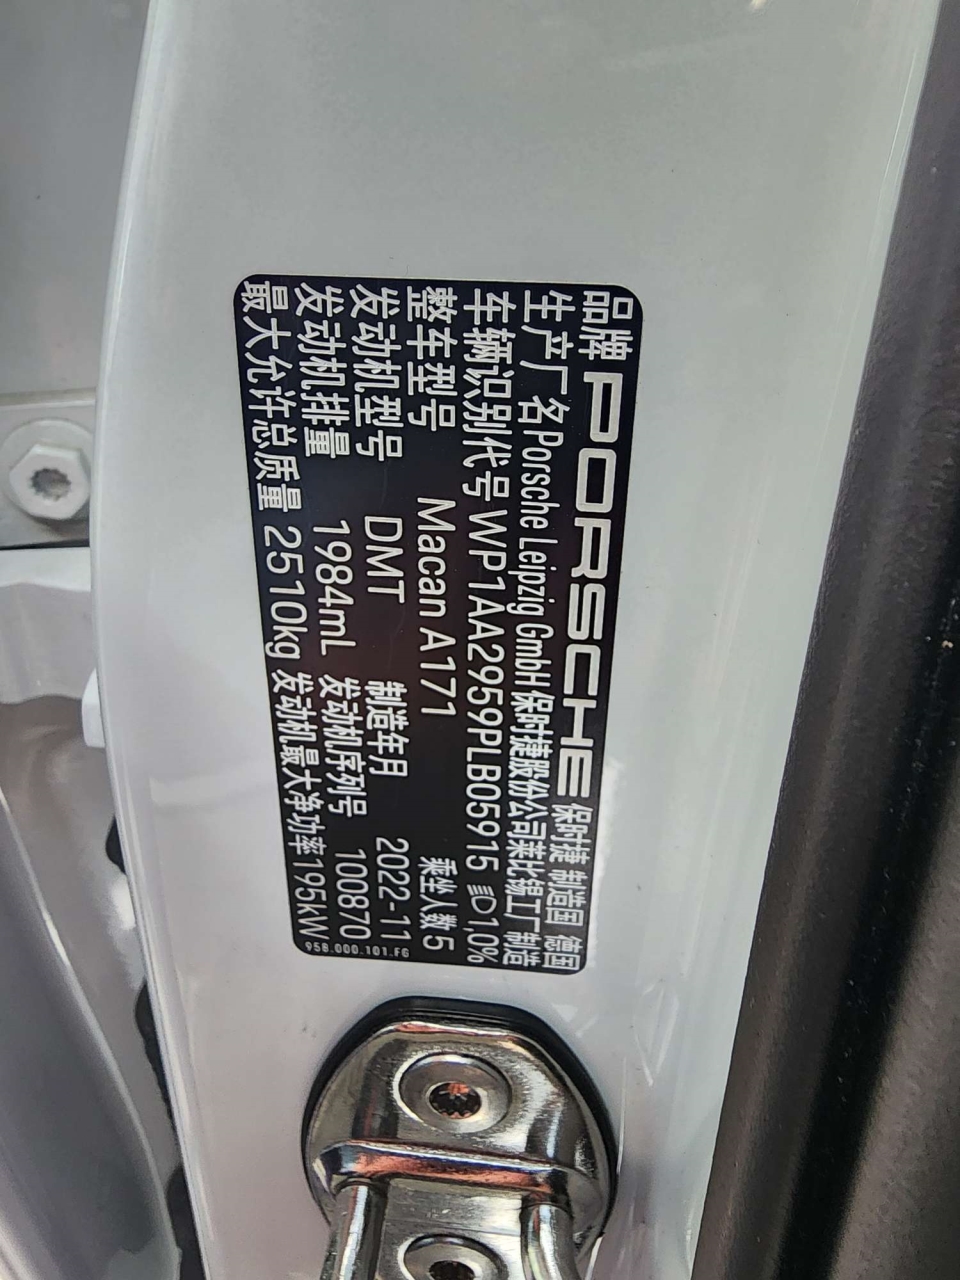 品牌 PORSCHE 保时捷 制造国 德国
生产厂名 Porsche Leipzig GmbH 保时捷股份公司莱比锡工厂制造
车辆识别代号 WP1AA2959PLB05915 1,0%
整车型号 Macan A171 乘坐人数 5
发动机型号 DMT 制造年月 2022-11
发动机排量 1984mL 发动机序列号 100870
最大允许总质量 2510kg 发动机最大净功率 195kW
95B.000.101.FG